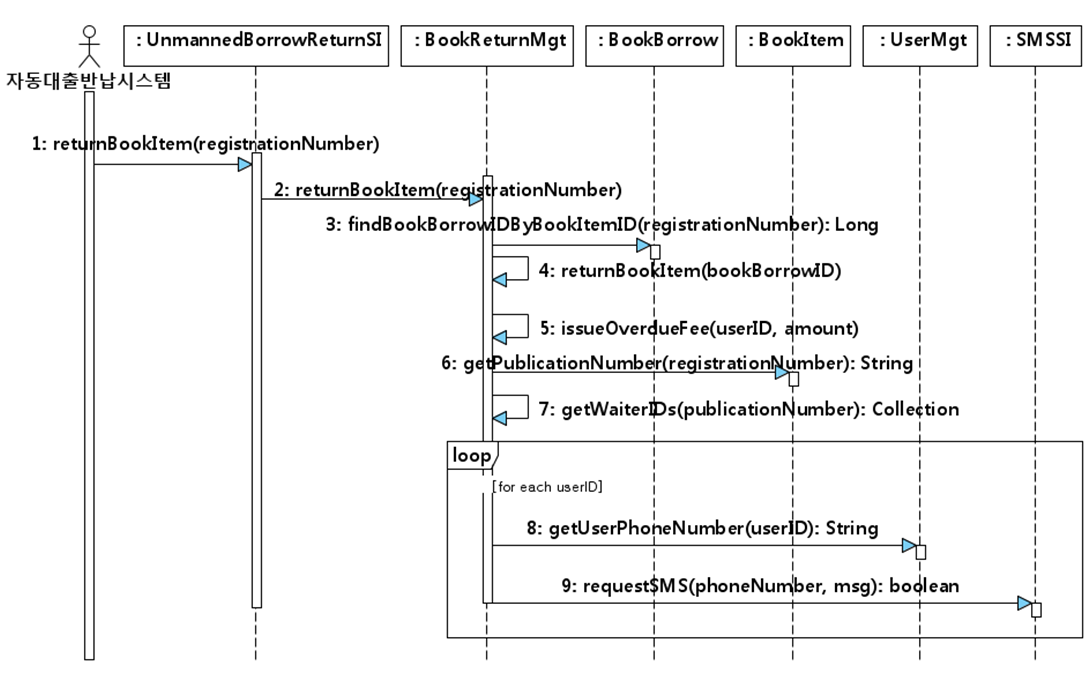 : UnmannedBorrowReturnSI
: BookReturnMgt
: BookBorrow
: BookItem
: UserMgt
: SMSSI
자동대출반납시스템
1: returnBookItem(registrationNumber)
2: returnBookItem(registrationNumber)
3: findBookBorrowIDByBookItemID(registrationNumber): Long
4: returnBookItem(bookBorrowID)
5: issueOverdueFee(userID, amount)
6: getPublicationNumber(registrationNumber): String
7: getWaiterIDs(publicationNumber): Collection
loop
[for each userID]
8: getUserPhoneNumber(userID): String
9: requestSMS(phoneNumber, msg): boolean